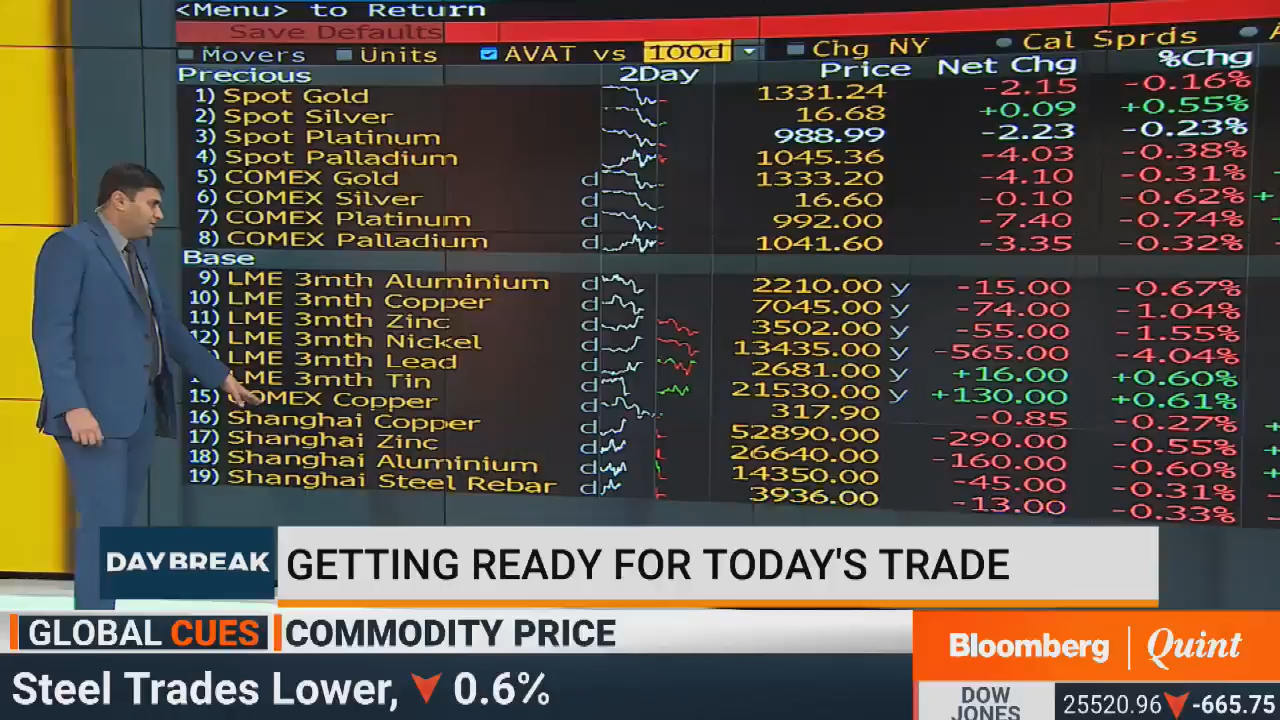 <Menu> to Return
Save Defaults
Movers Units AVAT vs 100d Chg NY Cal Sprds
Precious 2Day Price Net Chg %Chg
1) Spot Gold 1331.24 -2.15 -0.16%
2) Spot Silver 16.68 +0.09 +0.55%
3) Spot Platinum 988.99 -2.23 -0.23%
4) Spot Palladium 1045.36 -4.03 -0.38%
5) COMEX Gold d 1333.20 -4.10 -0.31%
6) COMEX Silver d 16.60 -0.10 -0.62% +
7) COMEX Platinum d 992.00 -7.40 -0.74%
8) COMEX Palladium d 1041.60 -3.35 -0.32%
Base
9) LME 3mth Aluminium d 2210.00 y -15.00 -0.67%
10) LME 3mth Copper d 7045.00 y -74.00 -1.04%
11) LME 3mth Zinc d 3502.00 y -55.00 -1.55%
12) LME 3mth Nickel d 13435.00 y -565.00 -4.04%
LME 3mth Lead d 2681.00 y +16.00 +0.60%
LME 3mth Tin d 21530.00 y +130.00 +0.61%
15) COMEX Copper d 317.90 -0.85 -0.27%
16) Shanghai Copper d 52890.00 -290.00 -0.55%
17) Shanghai Zinc d 26640.00 -160.00 -0.60%
18) Shanghai Aluminium d 14350.00 -45.00 -0.31%
19) Shanghai Steel Rebar d 3936.00 -13.00 -0.33%
DAYBREAK
GETTING READY FOR TODAY'S TRADE
GLOBAL CUES
COMMODITY PRICE
Bloomberg | Quint
Steel Trades Lower, ▼ 0.6%
DOW JONES 25520.96 ▼ -665.75